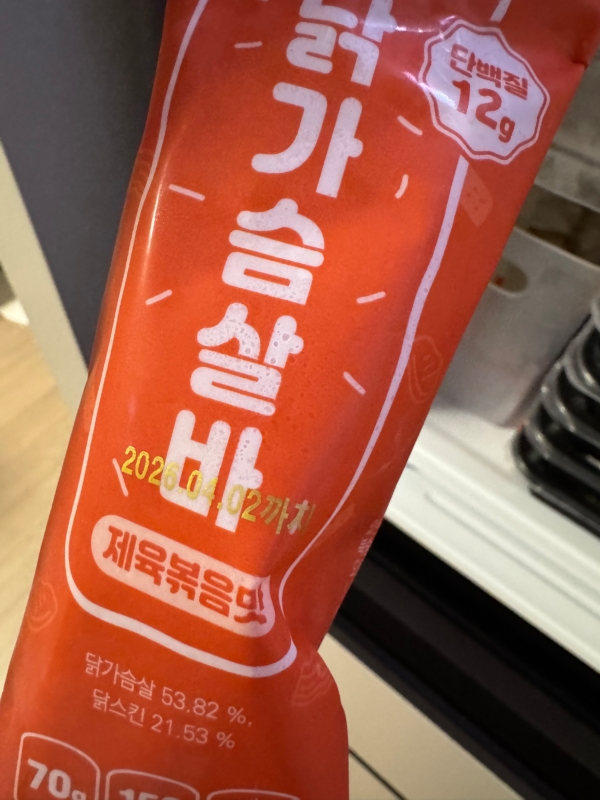 닭가슴살바
단백질
12g
2026.04.02까지
제육볶음맛
닭가슴살 53.82 %,
닭스킨 21.53 %
70g